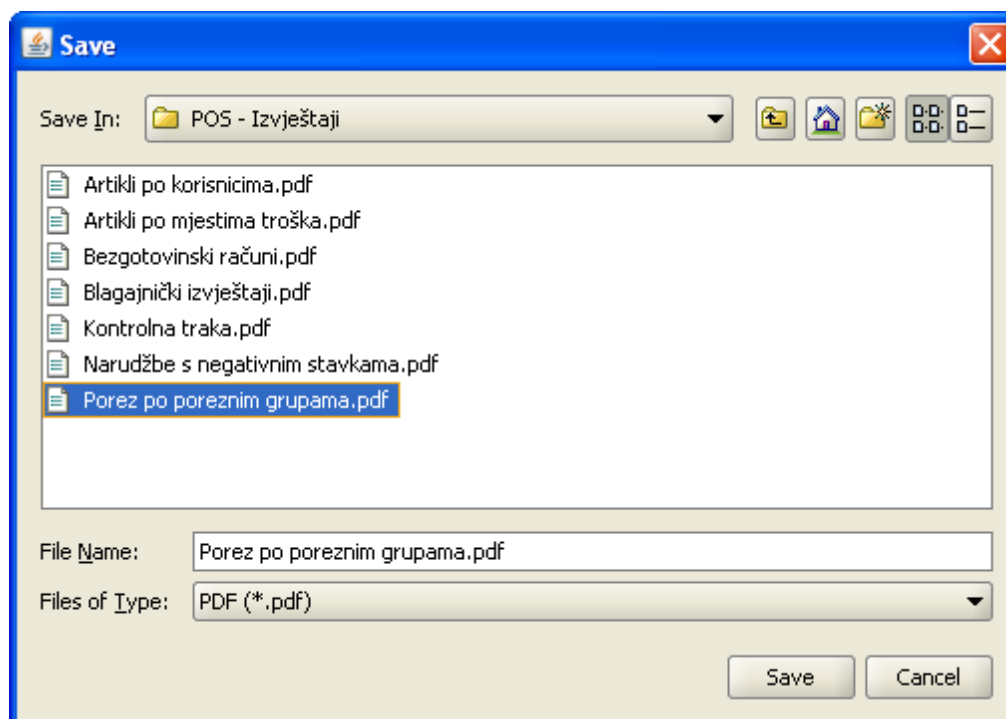 Save
Save In: POS - Izvještaji
Artikli po korisnicima.pdf
Artikli po mjestima troška.pdf
Bezgotovinski računi.pdf
Blagajnički izvještaji.pdf
Kontrolna traka.pdf
Narudžbe s negativnim stavkama.pdf
Porez po poreznim grupama.pdf
File Name: Porez po poreznim grupama.pdf
Files of Type: PDF (*.pdf)
Save Cancel